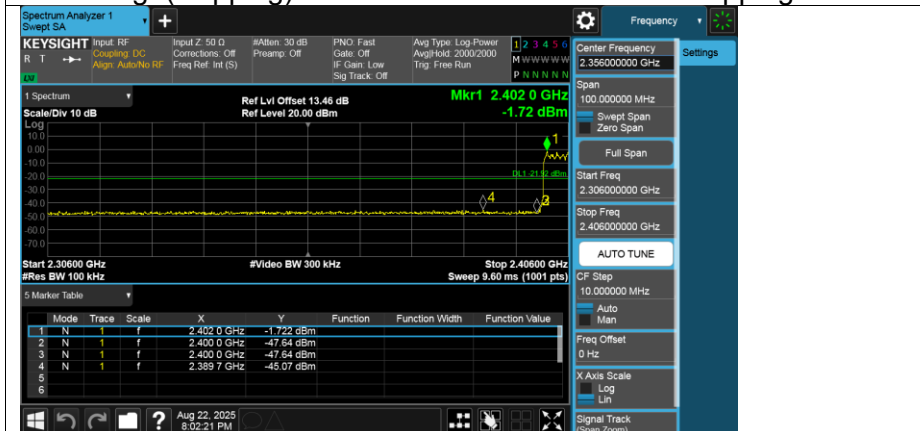 Spectrum Analyzer 1
Swept SA
+
Frequency
KEYSIGHT
R T
LXI
Input: RF
Coupling: DC
Align: Auto/No RF
Input Z: 50 Ω
Corrections: Off
Freq Ref: Int (S)
#Atten: 30 dB
Preamp: Off
PNO: Fast
Gate: Off
IF Gain: Low
Sig Track: Off
Avg Type: Log-Power
Avg|Hold: 2000/2000
Trig: Free Run
1 2 3 4 5 6
M W W W W W
P N N N N N
1 Spectrum
Scale/Div 10 dB
Ref Lvl Offset 13.46 dB
Ref Level 20.00 dBm
Mkr1 2.402 0 GHz
-1.72 dBm
Log
10.0
0.00
-10.0
-20.0
-30.0
-40.0
-50.0
-60.0
-70.0
1
DL1 -21.92 dBm
4
2
Start 2.30600 GHz
#Res BW 100 kHz
#Video BW 300 kHz
Stop 2.40600 GHz
Sweep 9.60 ms (1001 pts)
5 Marker Table
Mode Trace Scale X Y Function Function Width Function Value
1 N 1 f 2.402 0 GHz -1.722 dBm
2 N 1 f 2.400 0 GHz -47.64 dBm
3 N 1 f 2.400 0 GHz -47.64 dBm
4 N 1 f 2.389 7 GHz -45.07 dBm
5
6
?
Aug 22, 2025
8:02:21 PM
Center Frequency
2.356000000 GHz
Settings
Span
100.000000 MHz
Swept Span
Zero Span
Full Span
Start Freq
2.306000000 GHz
Stop Freq
2.406000000 GHz
AUTO TUNE
CF Step
10.000000 MHz
Auto
Man
Freq Offset
0 Hz
X Axis Scale
Log
Lin
Signal Track
(Span Zoom)